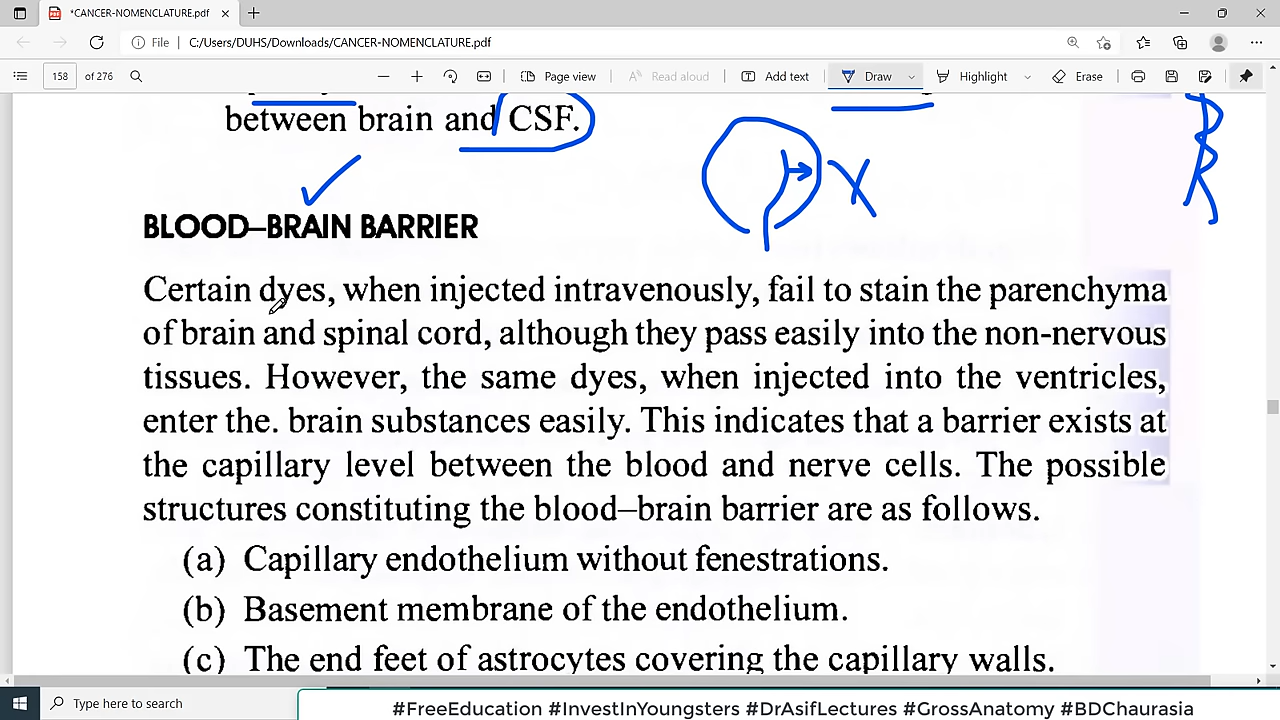 *CANCER-NOMENCLATURE.pdf
File C:/Users/DUHS/Downloads/CANCER-NOMENCLATURE.pdf
158 of 276 Page view Read aloud Add text Draw Highlight Erase
between brain and CSF.
BLOOD–BRAIN BARRIER
Certain dyes, when injected intravenously, fail to stain the parenchyma
of brain and spinal cord, although they pass easily into the non-nervous
tissues. However, the same dyes, when injected into the ventricles,
enter the. brain substances easily. This indicates that a barrier exists at
the capillary level between the blood and nerve cells. The possible
structures constituting the blood–brain barrier are as follows.
(a) Capillary endothelium without fenestrations.
(b) Basement membrane of the endothelium.
(c) The end feet of astrocytes covering the capillary walls.
Type here to search
#FreeEducation #InvestInYoungsters #DrAsifLectures #GrossAnatomy #BDChaurasia